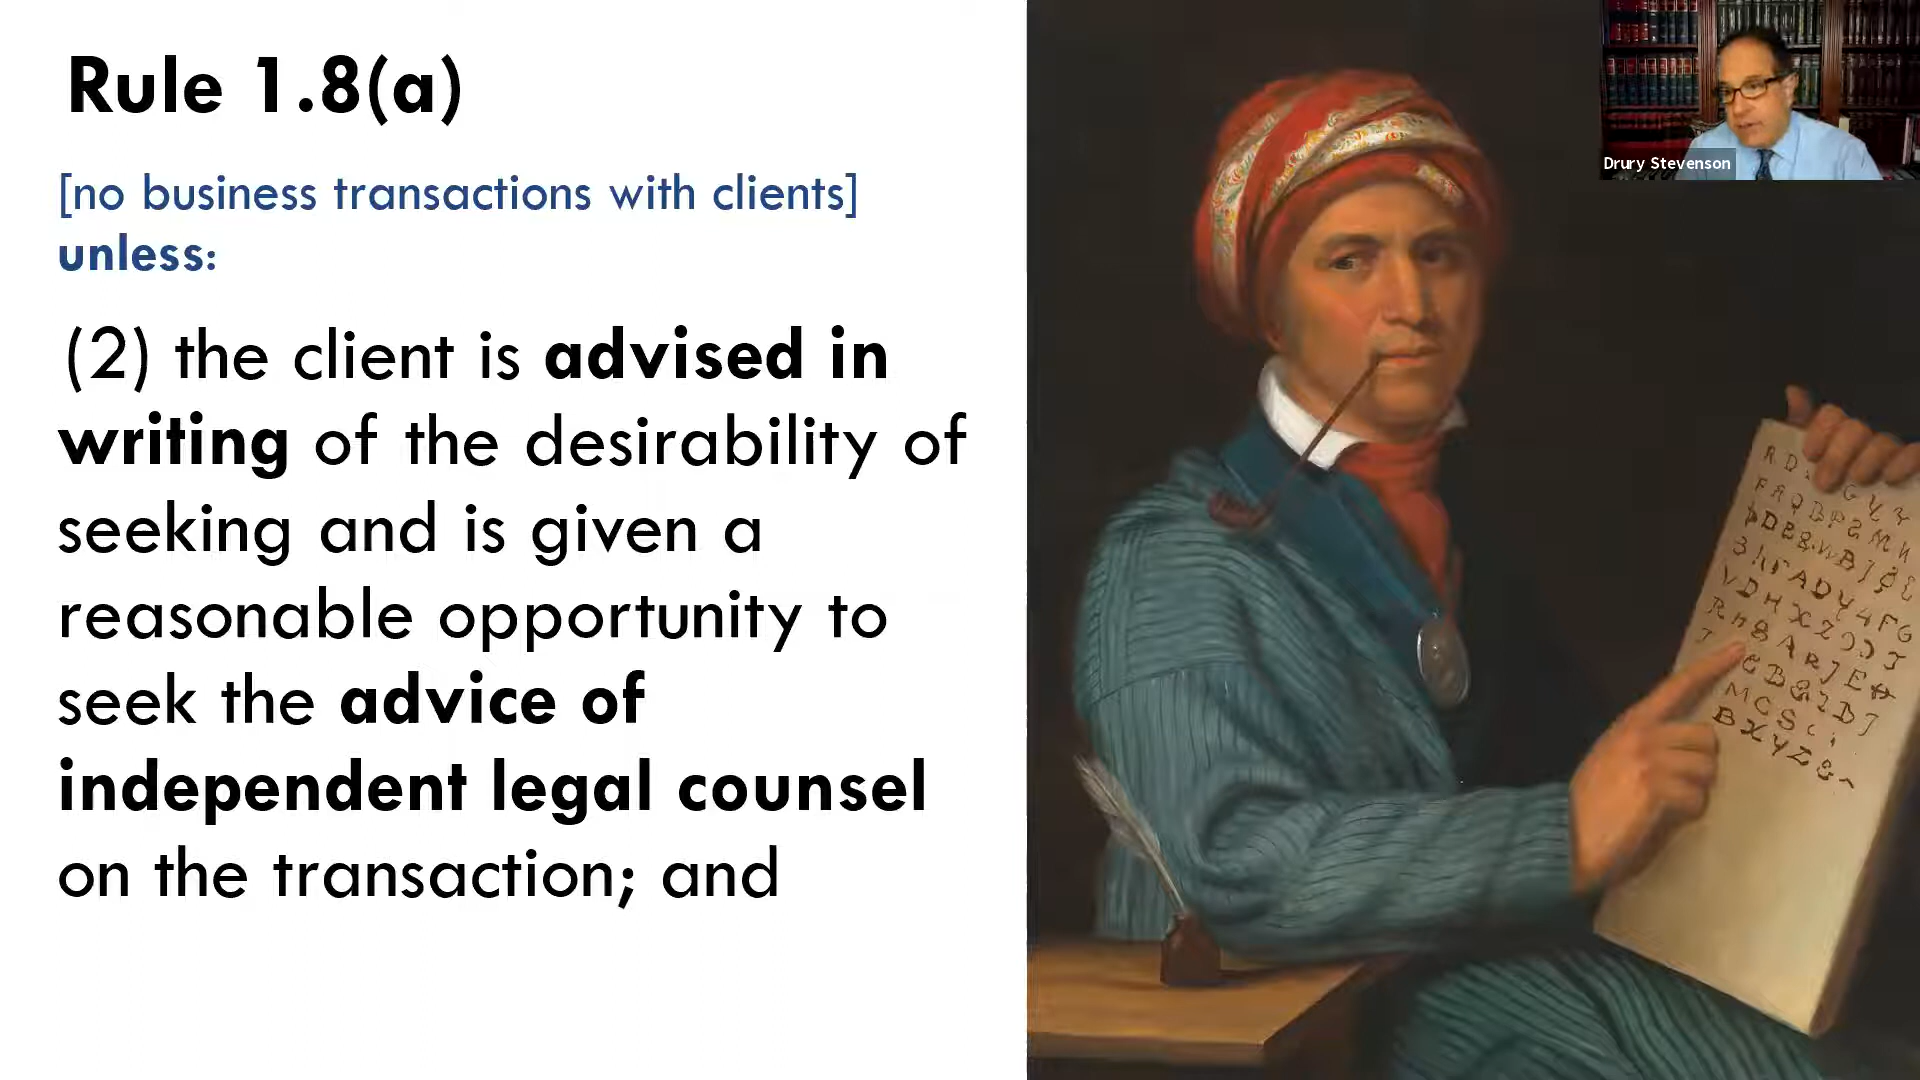 Rule 1.8(a)
[no business transactions with clients]
unless:
(2) the client is advised in
writing of the desirability of
seeking and is given a
reasonable opportunity to
seek the advice of
independent legal counsel
on the transaction; and
Drury Stevenson